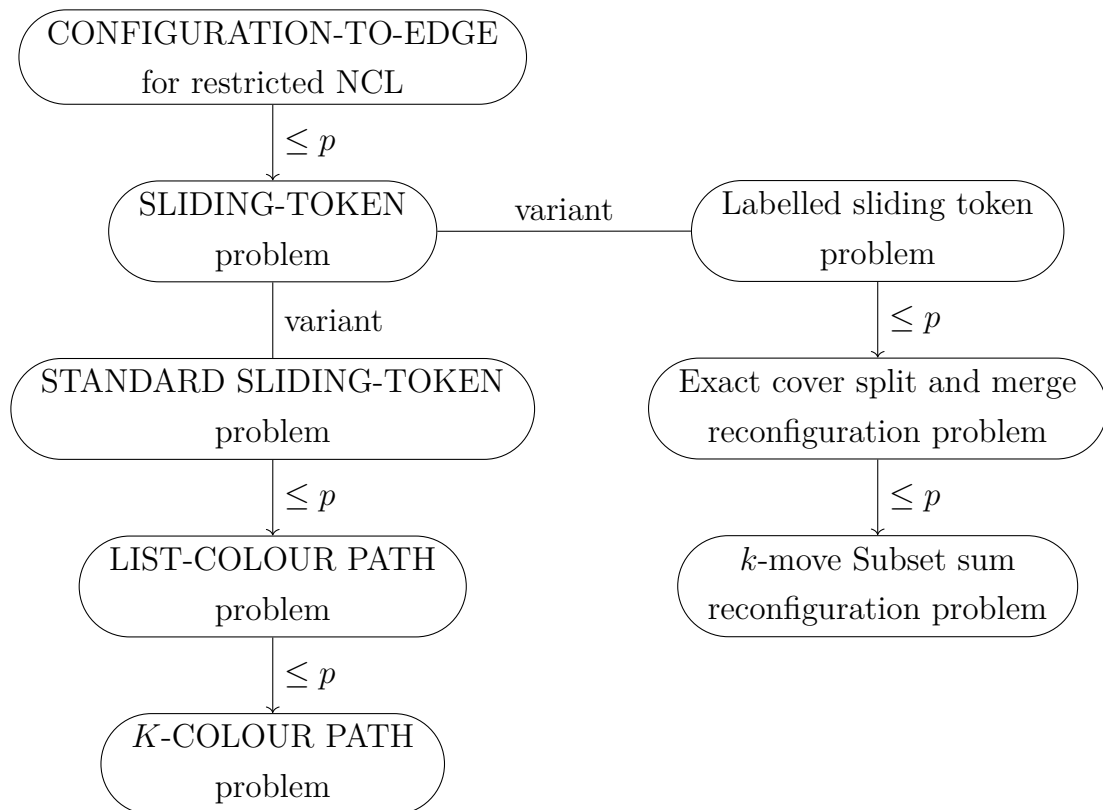 CONFIGURATION-TO-EDGE
for restricted NCL
≤ p
SLIDING-TOKEN
problem
variant
Labelled sliding token
problem
variant
≤ p
STANDARD SLIDING-TOKEN
problem
Exact cover split and merge
reconfiguration problem
≤ p
≤ p
LIST-COLOUR PATH
problem
k-move Subset sum
reconfiguration problem
≤ p
K-COLOUR PATH
problem